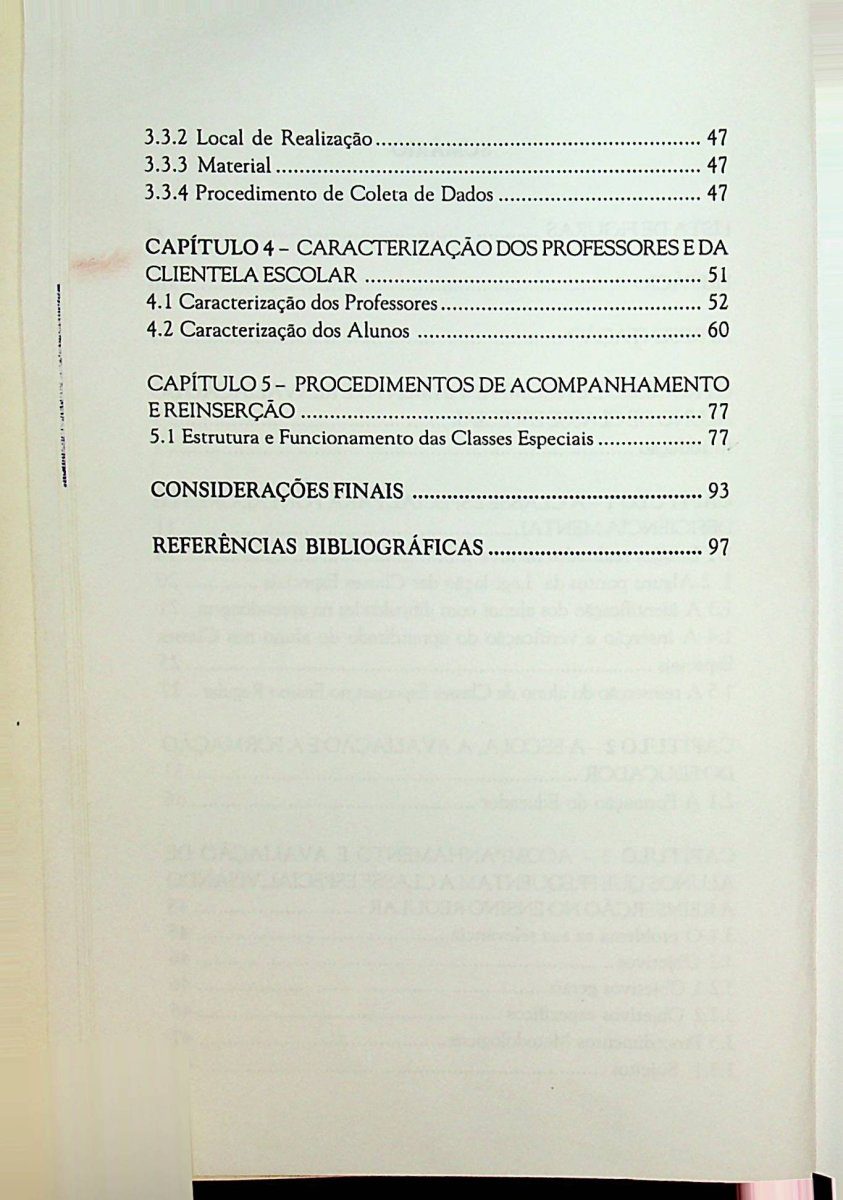 3.3.2 Local de Realização ........................................................ 47
3.3.3 Material .......................................................................... 47
3.3.4 Procedimento de Coleta de Dados ................................... 47
CAPÍTULO 4 – CARACTERIZAÇÃO DOS PROFESSORES E DA
CLIENTELA ESCOLAR .......................................................... 51
4.1 Caracterização dos Professores ............................................. 52
4.2 Caracterização dos Alunos ................................................. 60
CAPÍTULO 5 – PROCEDIMENTOS DE ACOMPANHAMENTO
E REINSERÇÃO ..................................................................... 77
5.1 Estrutura e Funcionamento das Classes Especiais .................. 77
CONSIDERAÇÕES FINAIS .................................................. 93
REFERÊNCIAS BIBLIOGRÁFICAS ..................................... 97